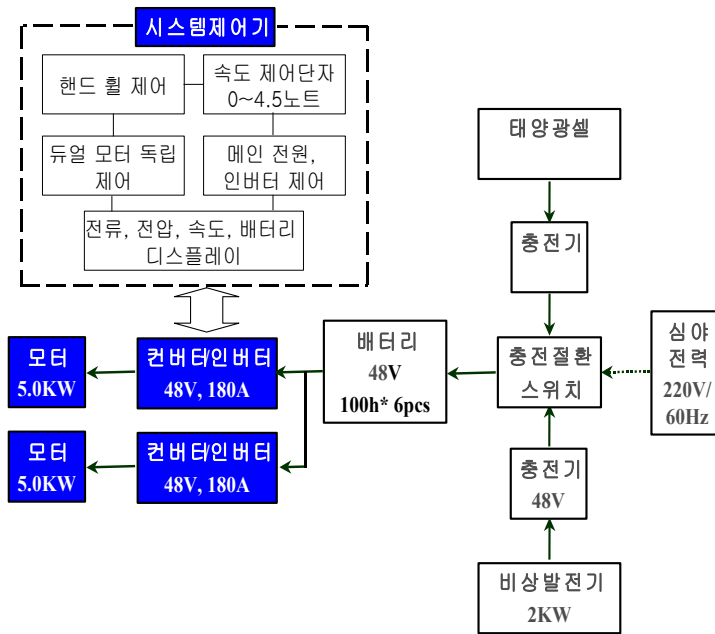 시스템제어기
핸드 휠 제어
속도 제어단자
0~4.5노트
듀얼 모터 독립
제어
메인 전원,
인버터 제어
전류, 전압, 속도, 배터리
디스플레이
태양광셀
충전기
모터
5.0KW
컨버터/인버터
48V, 180A
배터리
48V
100h* 6pcs
충전절환
스위치
심야
전력
220V/
60Hz
모터
5.0KW
컨버터/인버터
48V, 180A
충전기
48V
비상발전기
2KW